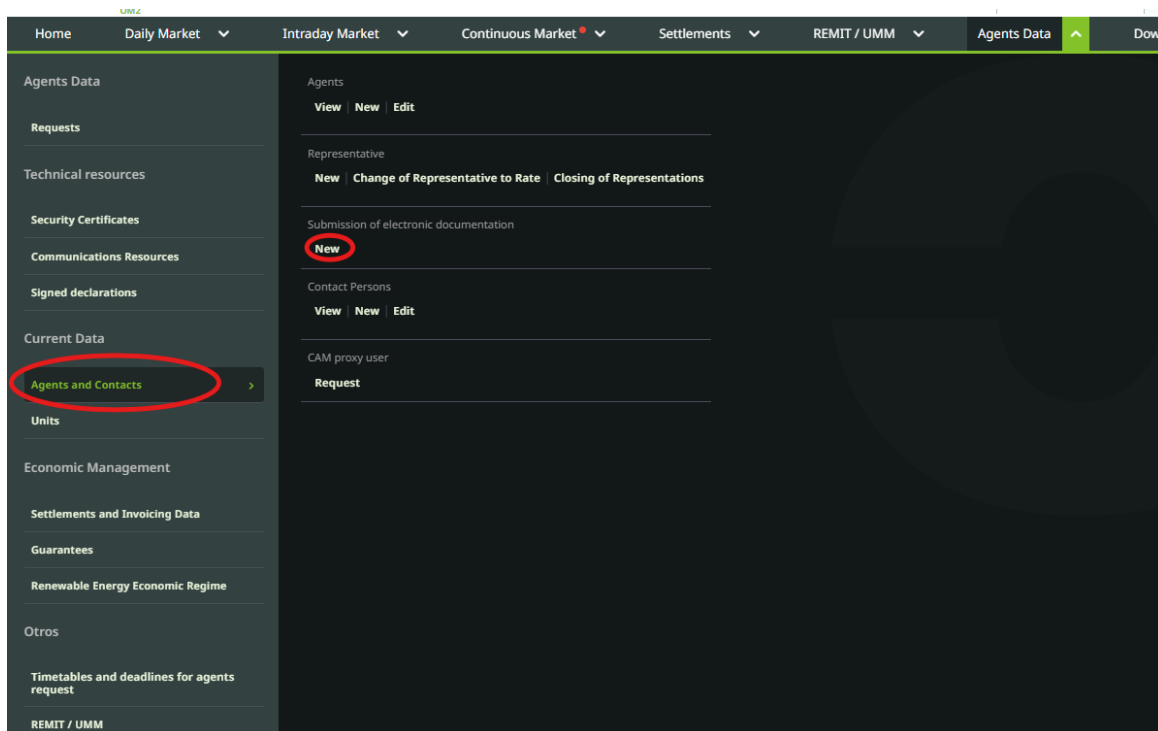 UM2
Home Daily Market Intraday Market Continuous Market Settlements REMIT / UMM Agents Data
Agents Data
Requests
Technical resources
Security Certificates
Communications Resources
Signed declarations
Current Data
Agents and Contacts
Units
Economic Management
Settlements and Invoicing Data
Guarantees
Renewable Energy Economic Regime
Otros
Timetables and deadlines for agents
request
REMIT / UMM
Agents
View New Edit
Representative
New Change of Representative to Rate Closing of Representations
Submission of electronic documentation
New
Contact Persons
View New Edit
CAM proxy user
Request